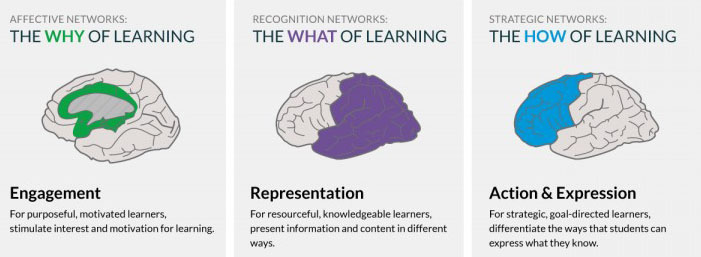 AFFECTIVE NETWORKS:
THE WHY OF LEARNING
Engagement
For purposeful, motivated learners,
stimulate interest and motivation for learning.
RECOGNITION NETWORKS:
THE WHAT OF LEARNING
Representation
For resourceful, knowledgeable learners,
present information and content in different
ways.
STRATEGIC NETWORKS:
THE HOW OF LEARNING
Action & Expression
For strategic, goal-directed learners,
differentiate the ways that students can
express what they know.